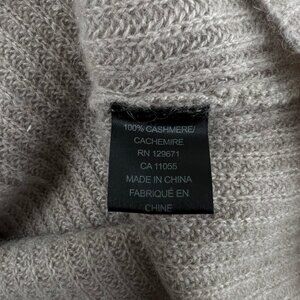 100% CASHMERE/
CACHEMIRE
RN 129671
CA 11055
MADE IN CHINA
FABRIQUÉ EN
CHINE